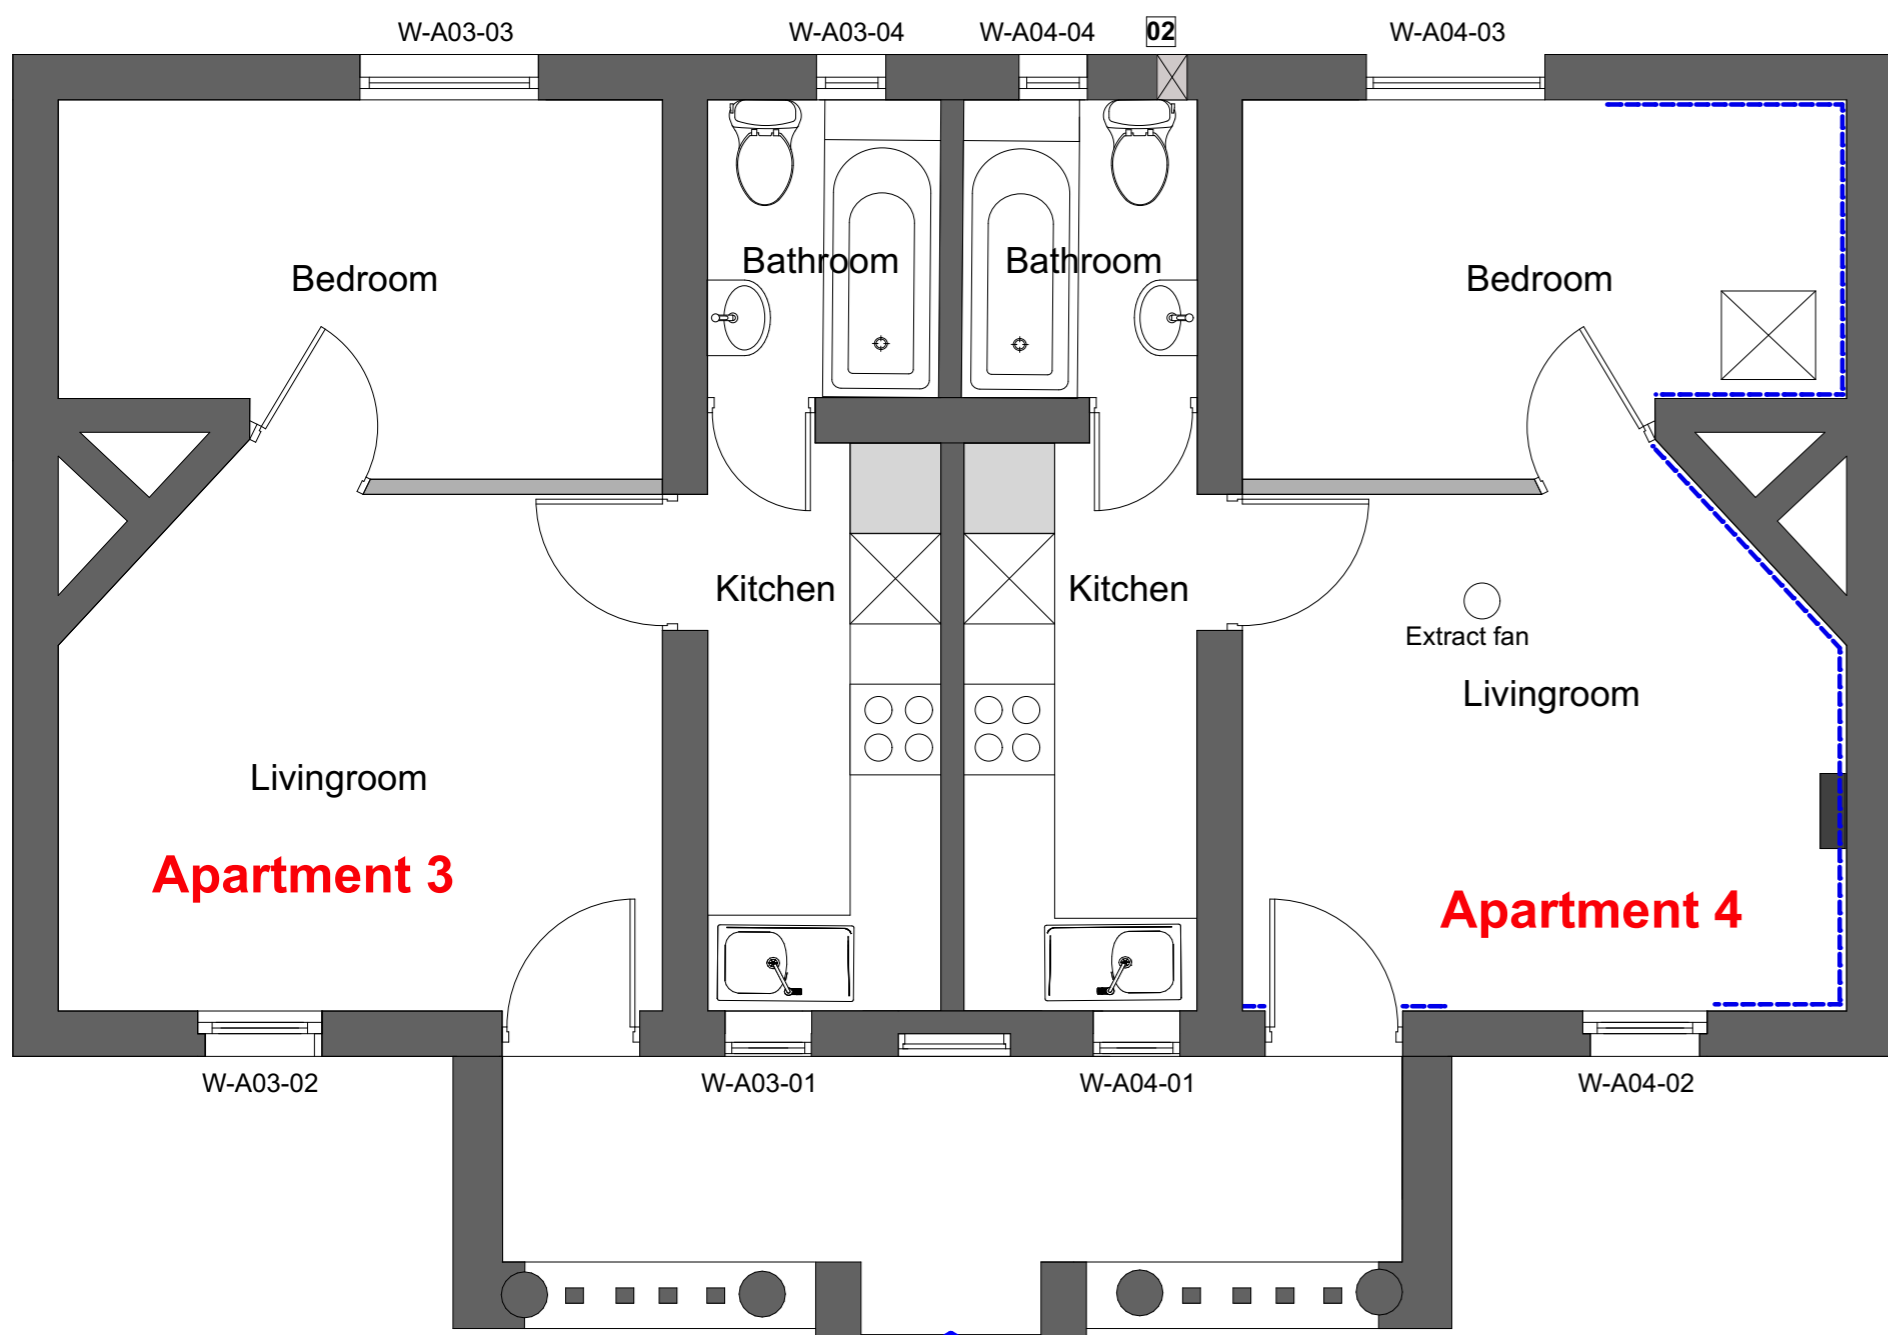 W-A03-03
W-A03-04
W-A04-04
02
W-A04-03
Bedroom
Bathroom
Bathroom
Bedroom
Kitchen
Kitchen
Extract fan
Livingroom
Livingroom
Apartment 3
Apartment 4
W-A03-02
W-A03-01
W-A04-01
W-A04-02